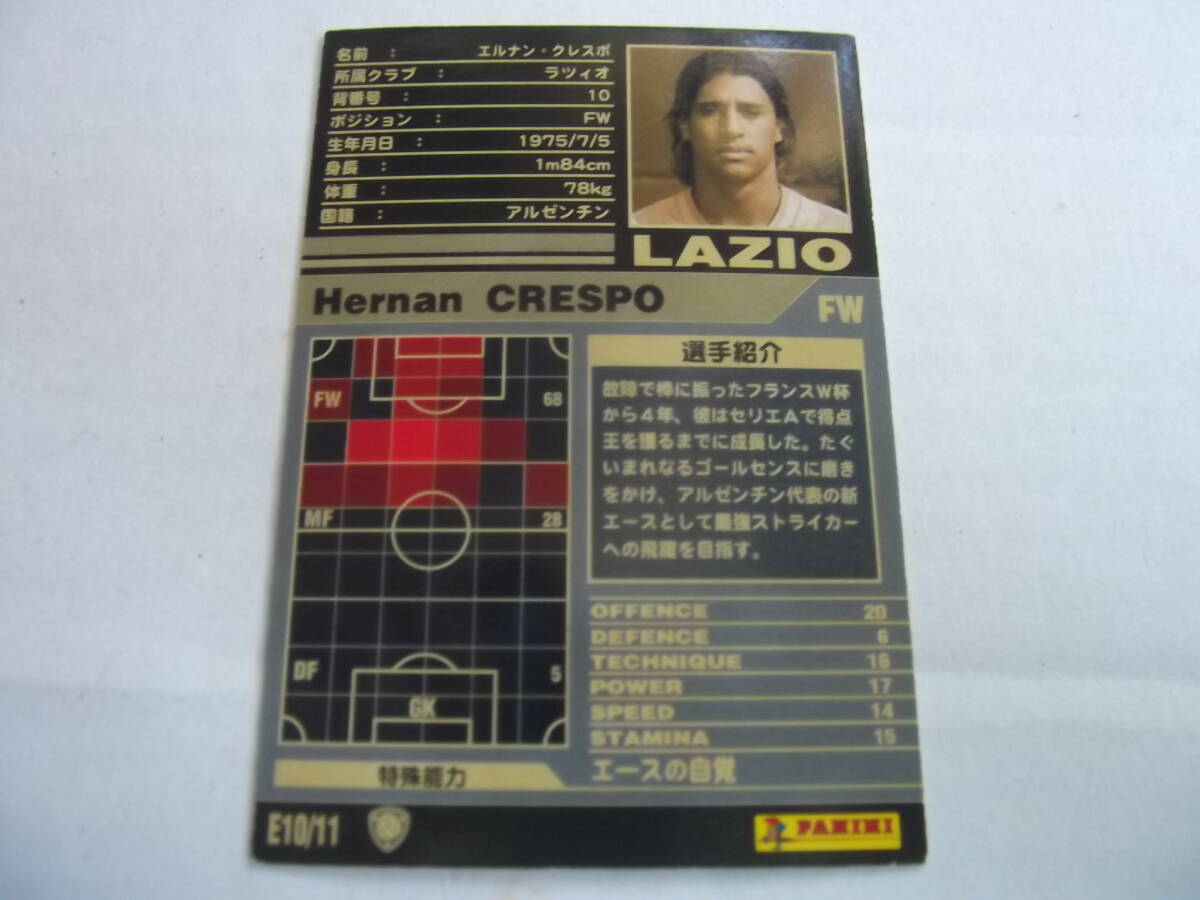 名前 : エルナン・クレスポ
所属クラブ : ラツィオ
背番号 : 10
ポジション : FW
生年月日 : 1975/7/5
身長 : 1m84cm
体重 : 78kg
国籍 : アルゼンチン
LAZIO
Hernan CRESPO
FW
FW 68
MF 28
DF 5
GK
選手紹介
故障で棒に振ったフランスW杯
から4年、彼はセリエAで得点
王を獲るまでに成長した。たぐ
いまれなるゴールセンスに磨き
をかけ、アルゼンチン代表の新
エースとして最強ストライカー
への飛躍を目指す。
OFFENCE 20
DEFENCE 6
TECHNIQUE 16
POWER 17
SPEED 14
STAMINA 15
特殊能力 エースの自覚
E10/11
PANINI